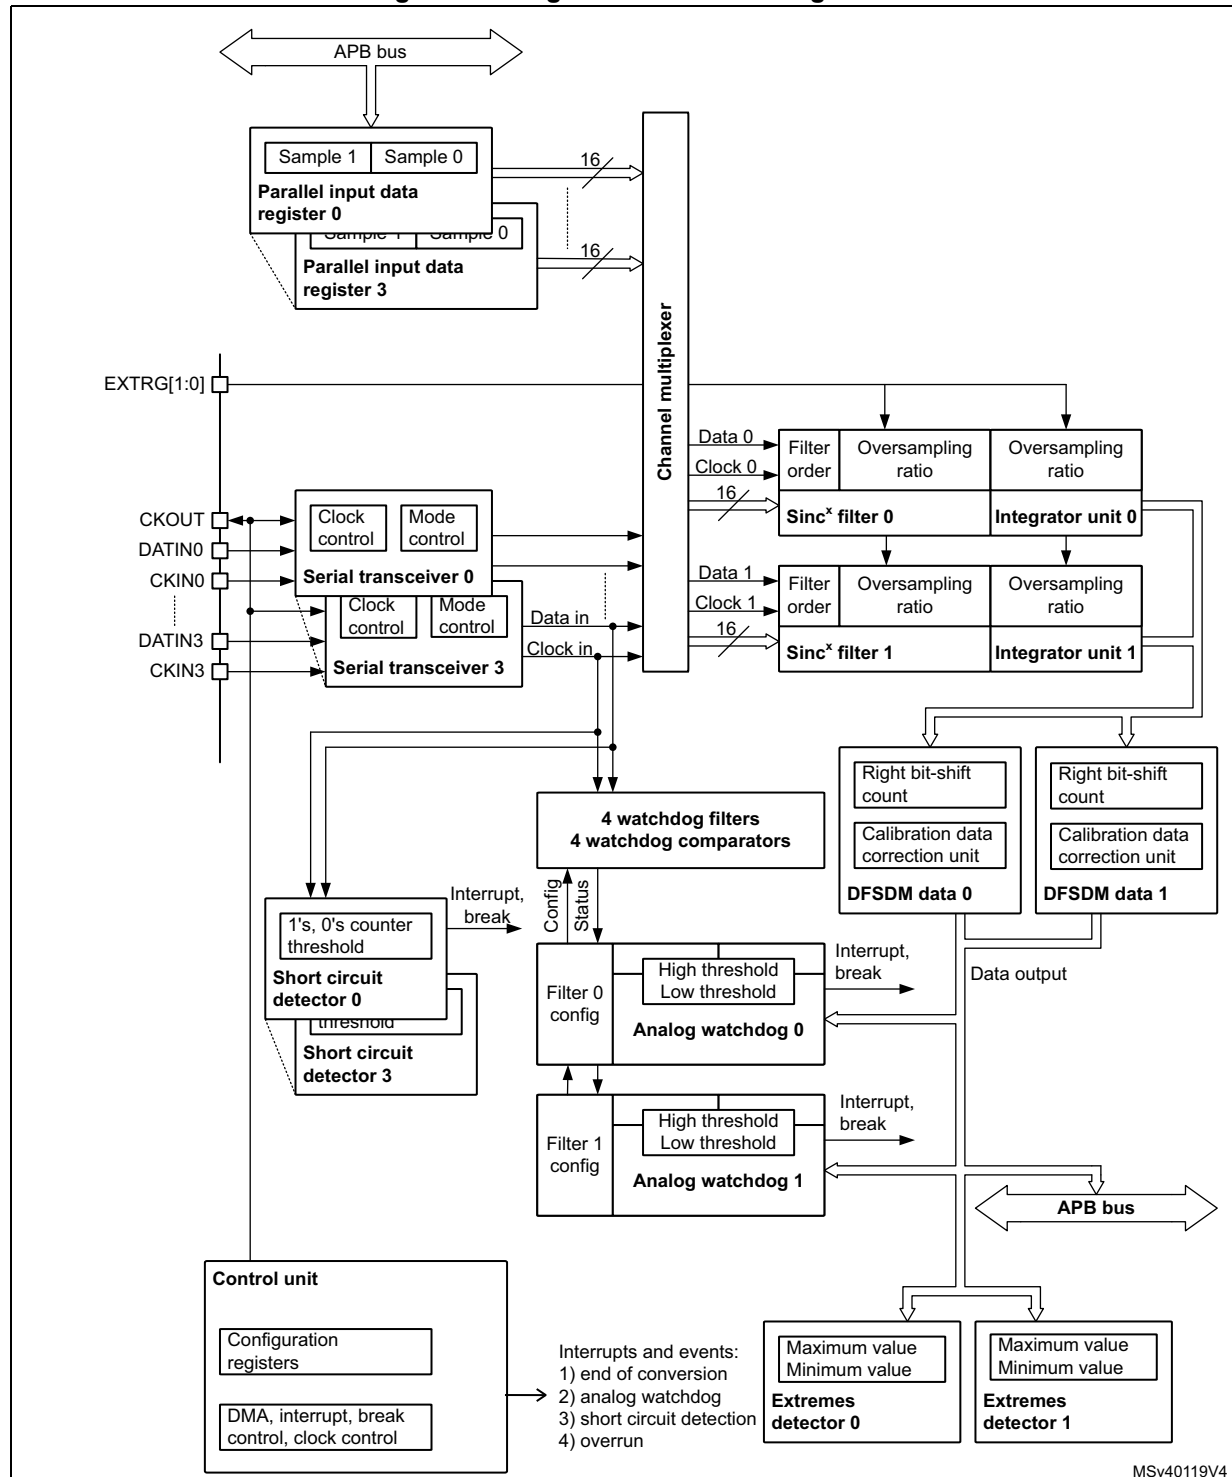 APB bus
Sample 1
Sample 0
Parallel input data
register 0
Sample 1
Sample 0
Parallel input data
register 3
16
16
Channel multiplexer
EXTRG[1:0]
CKOUT
DATIN0
CKIN0
DATIN3
CKIN3
Clock
control
Mode
control
Serial transceiver 0
Clock
control
Mode
control
Serial transceiver 3
Data in
Clock in
Data 0
Clock 0
16
Filter
order
Oversampling
ratio
Oversampling
ratio
Sincx filter 0
Integrator unit 0
Data 1
Clock 1
16
Filter
order
Oversampling
ratio
Oversampling
ratio
Sincx filter 1
Integrator unit 1
Right bit-shift
count
Calibration data
correction unit
DFSDM data 0
Right bit-shift
count
Calibration data
correction unit
DFSDM data 1
4 watchdog filters
4 watchdog comparators
Config
Status
Interrupt,
break
1's, 0's counter
threshold
Short circuit
detector 0
threshold
Short circuit
detector 3
Filter 0
config
High threshold
Low threshold
Analog watchdog 0
Interrupt,
break
Data output
Filter 1
config
High threshold
Low threshold
Analog watchdog 1
Interrupt,
break
APB bus
Control unit
Configuration
registers
DMA, interrupt, break
control, clock control
Interrupts and events:
1) end of conversion
2) analog watchdog
3) short circuit detection
4) overrun
Maximum value
Minimum value
Extremes
detector 0
Maximum value
Minimum value
Extremes
detector 1
MSv40119V4